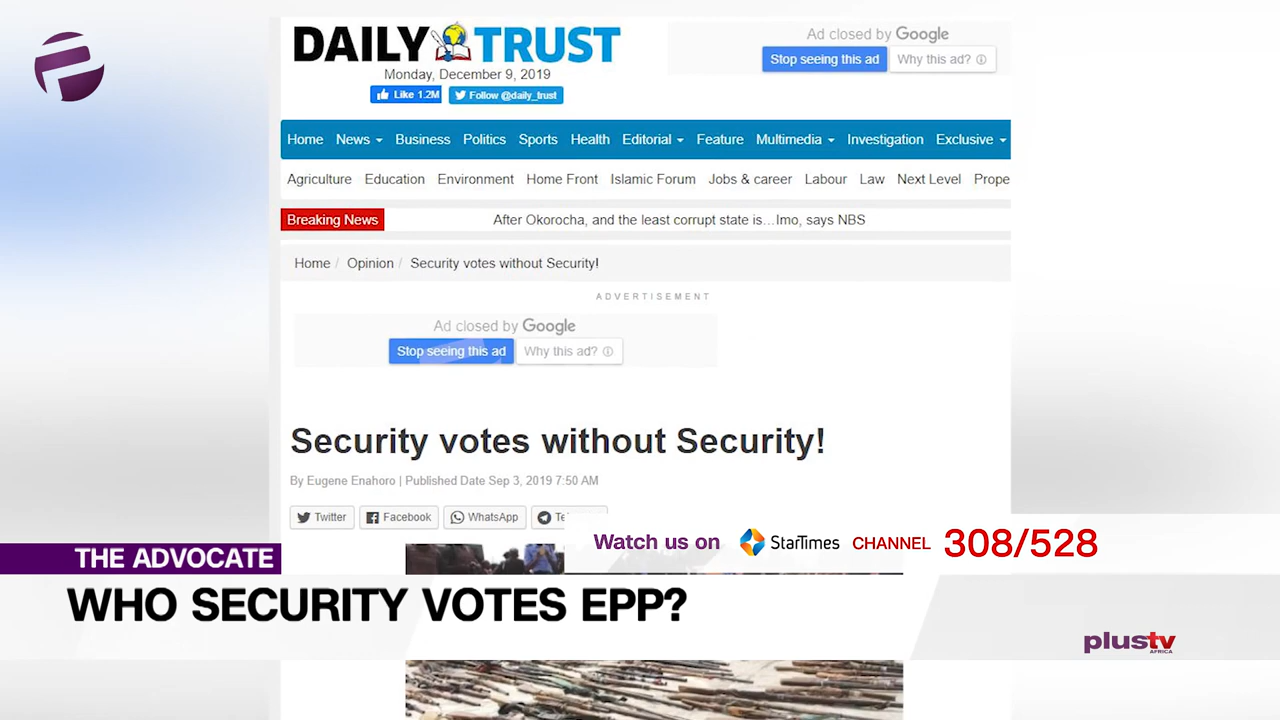 DAILY TRUST
Ad closed by Google
Stop seeing this ad Why this ad?
Monday, December 9, 2019
Like 1.2M Follow @daily_trust
Home News Business Politics Sports Health Editorial Feature Multimedia Investigation Exclusive
Agriculture Education Environment Home Front Islamic Forum Jobs & career Labour Law Next Level Prope
Breaking News After Okorocha, and the least corrupt state is...Imo, says NBS
Home / Opinion / Security votes without Security!
ADVERTISEMENT
Ad closed by Google
Stop seeing this ad Why this ad?
Security votes without Security!
By Eugene Enahoro | Published Date Sep 3, 2019 7:50 AM
Twitter Facebook WhatsApp
Watch us on StarTimes CHANNEL 308/528
THE ADVOCATE
WHO SECURITY VOTES EPP?
plustv
AFRICA